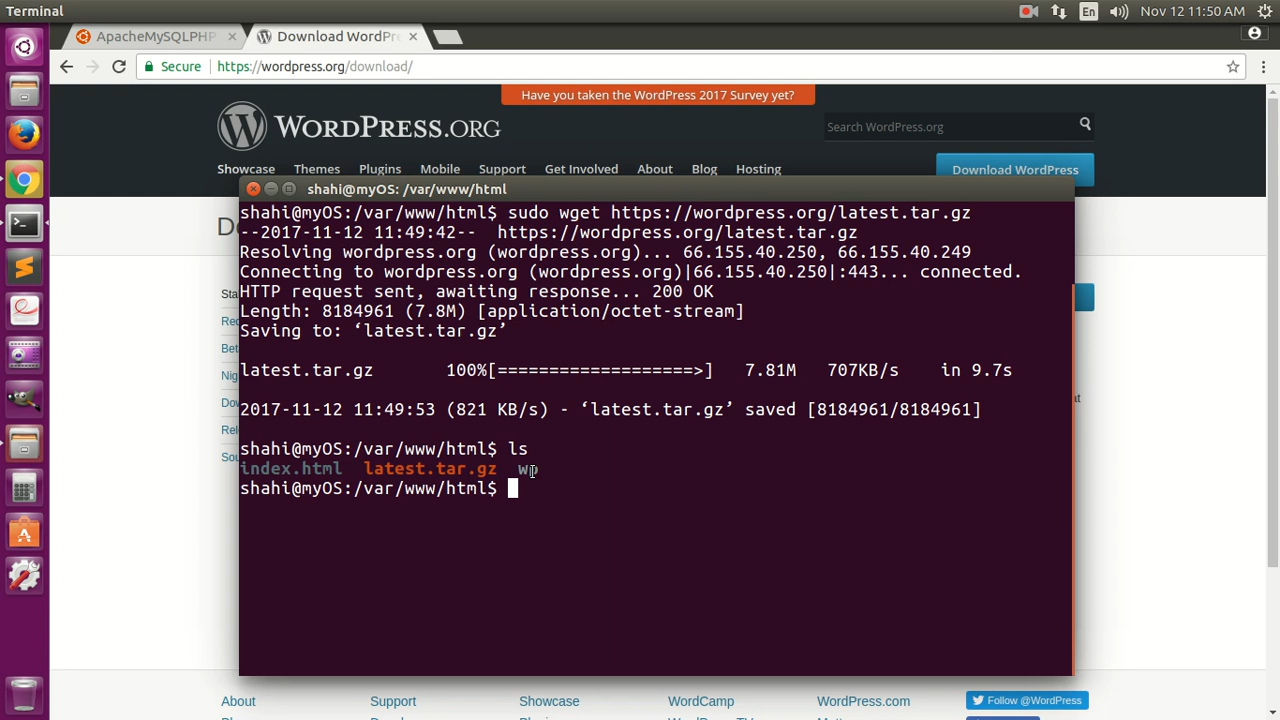 Terminal
En
Nov 12 11:50 AM
ApacheMySQLPHP
Download WordPre
Secure
https://wordpress.org/download/
Have you taken the WordPress 2017 Survey yet?
WORDPRESS.ORG
Search WordPress.org
Showcase Themes Plugins Mobile Support Get Involved About Blog Hosting
Download WordPress
shahi@myOS: /var/www/html
shahi@myOS:/var/www/html$ sudo wget https://wordpress.org/latest.tar.gz
--2017-11-12 11:49:42-- https://wordpress.org/latest.tar.gz
Resolving wordpress.org (wordpress.org)... 66.155.40.250, 66.155.40.249
Connecting to wordpress.org (wordpress.org)|66.155.40.250|:443... connected.
HTTP request sent, awaiting response... 200 OK
Length: 8184961 (7.8M) [application/octet-stream]
Saving to: ‘latest.tar.gz’
latest.tar.gz 100%[===================>] 7.81M 707KB/s in 9.7s
2017-11-12 11:49:53 (821 KB/s) - ‘latest.tar.gz’ saved [8184961/8184961]
shahi@myOS:/var/www/html$ ls
index.html latest.tar.gz wp
shahi@myOS:/var/www/html$
About Support Showcase WordCamp WordPress.com
Follow @WordPress